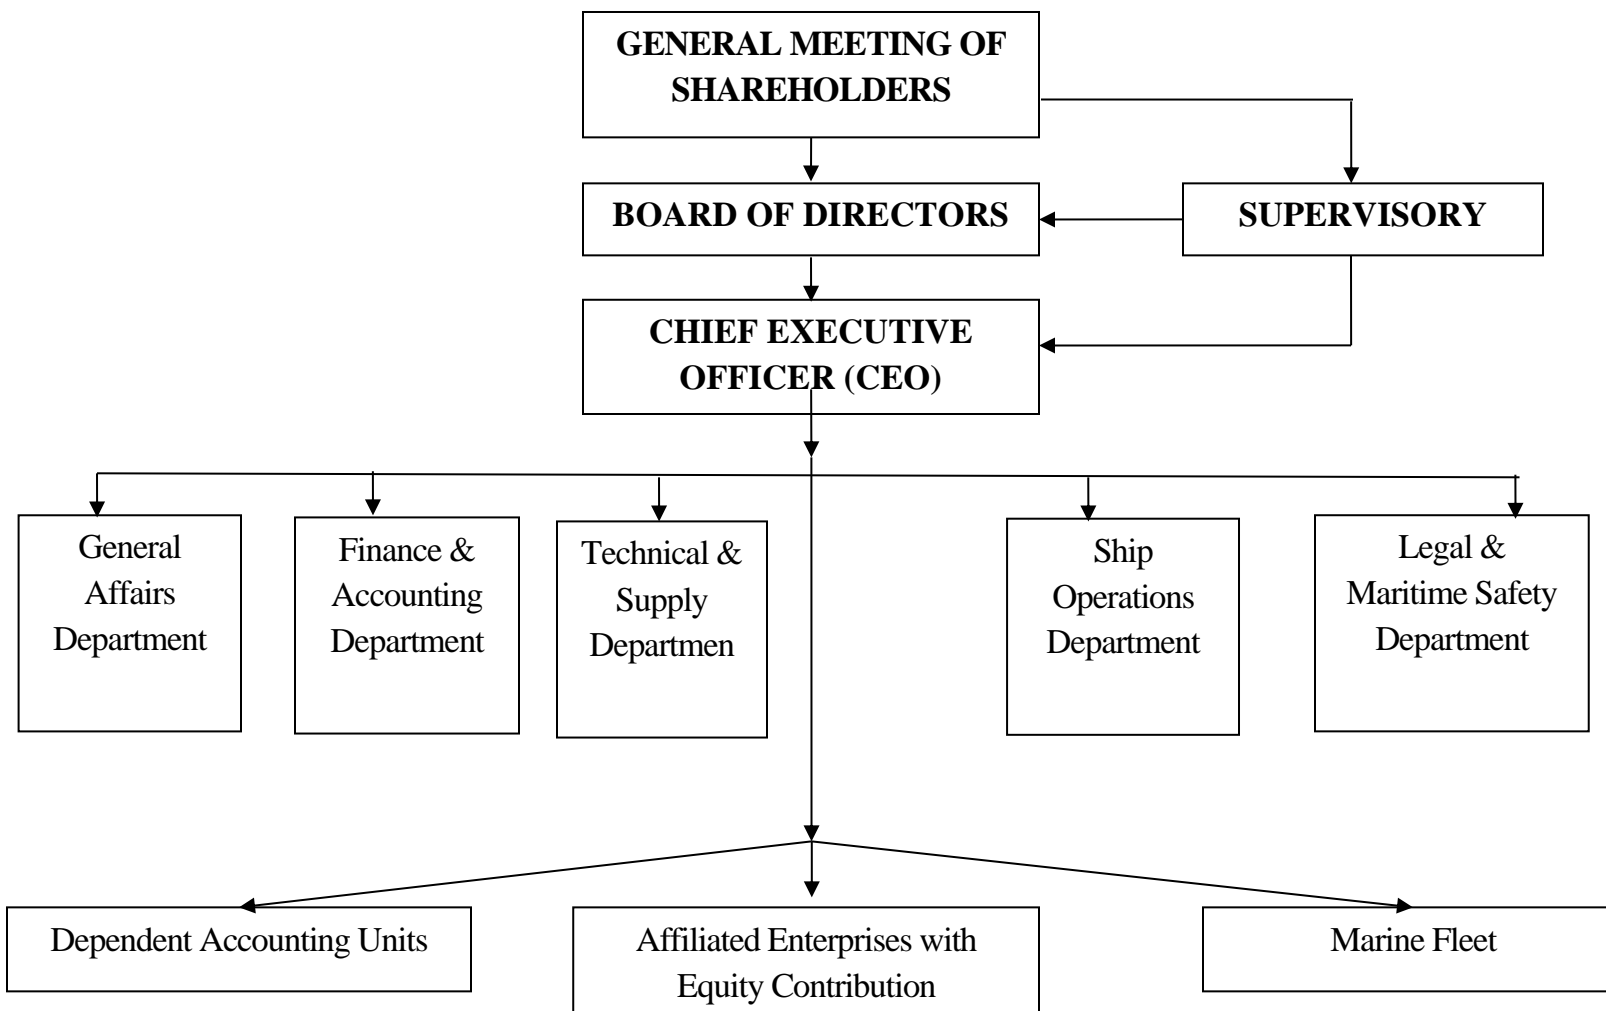 GENERAL MEETING OF
SHAREHOLDERS
BOARD OF DIRECTORS
SUPERVISORY
CHIEF EXECUTIVE
OFFICER (CEO)
General
Affairs
Department
Finance &
Accounting
Department
Technical &
Supply
Departmen
Ship
Operations
Department
Legal &
Maritime Safety
Department
Dependent Accounting Units
Affiliated Enterprises with
Equity Contribution
Marine Fleet